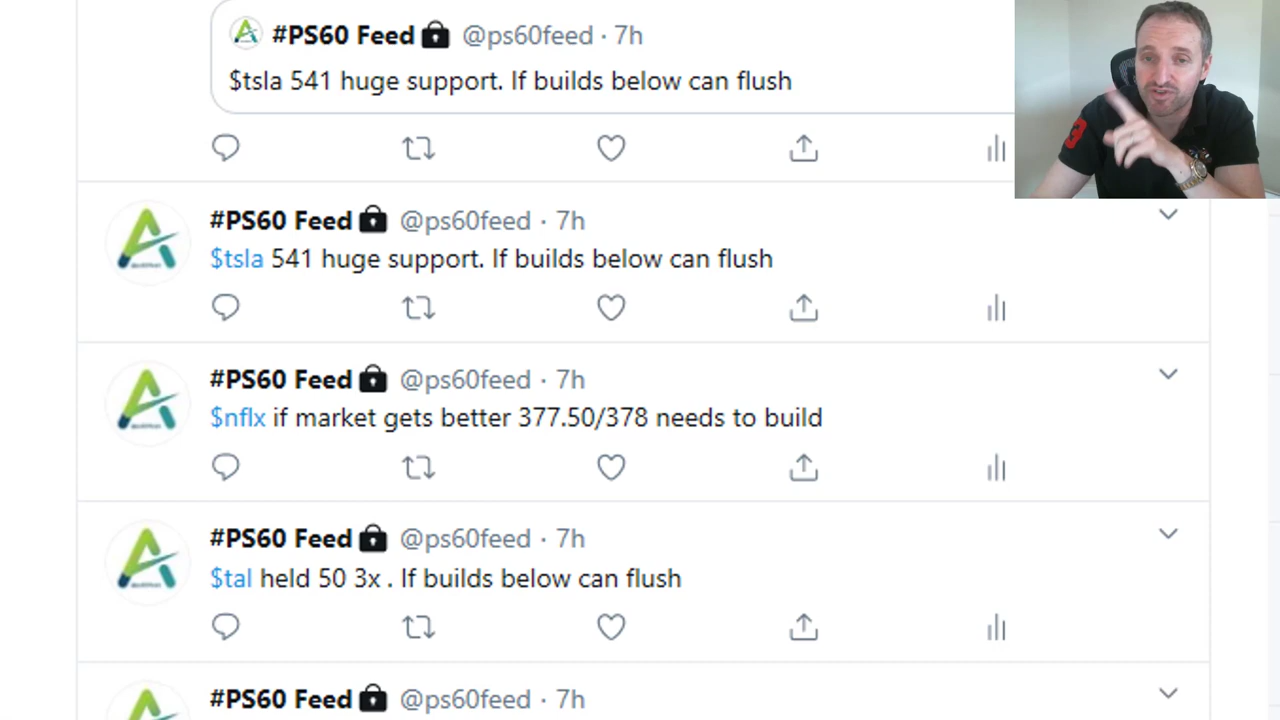 #PS60 Feed @ps60feed · 7h
$tsla 541 huge support. If builds below can flush
#PS60 Feed @ps60feed · 7h
$tsla 541 huge support. If builds below can flush
#PS60 Feed @ps60feed · 7h
$nflx if market gets better 377.50/378 needs to build
#PS60 Feed @ps60feed · 7h
$tal held 50 3x . If builds below can flush
#PS60 Feed @ps60feed · 7h